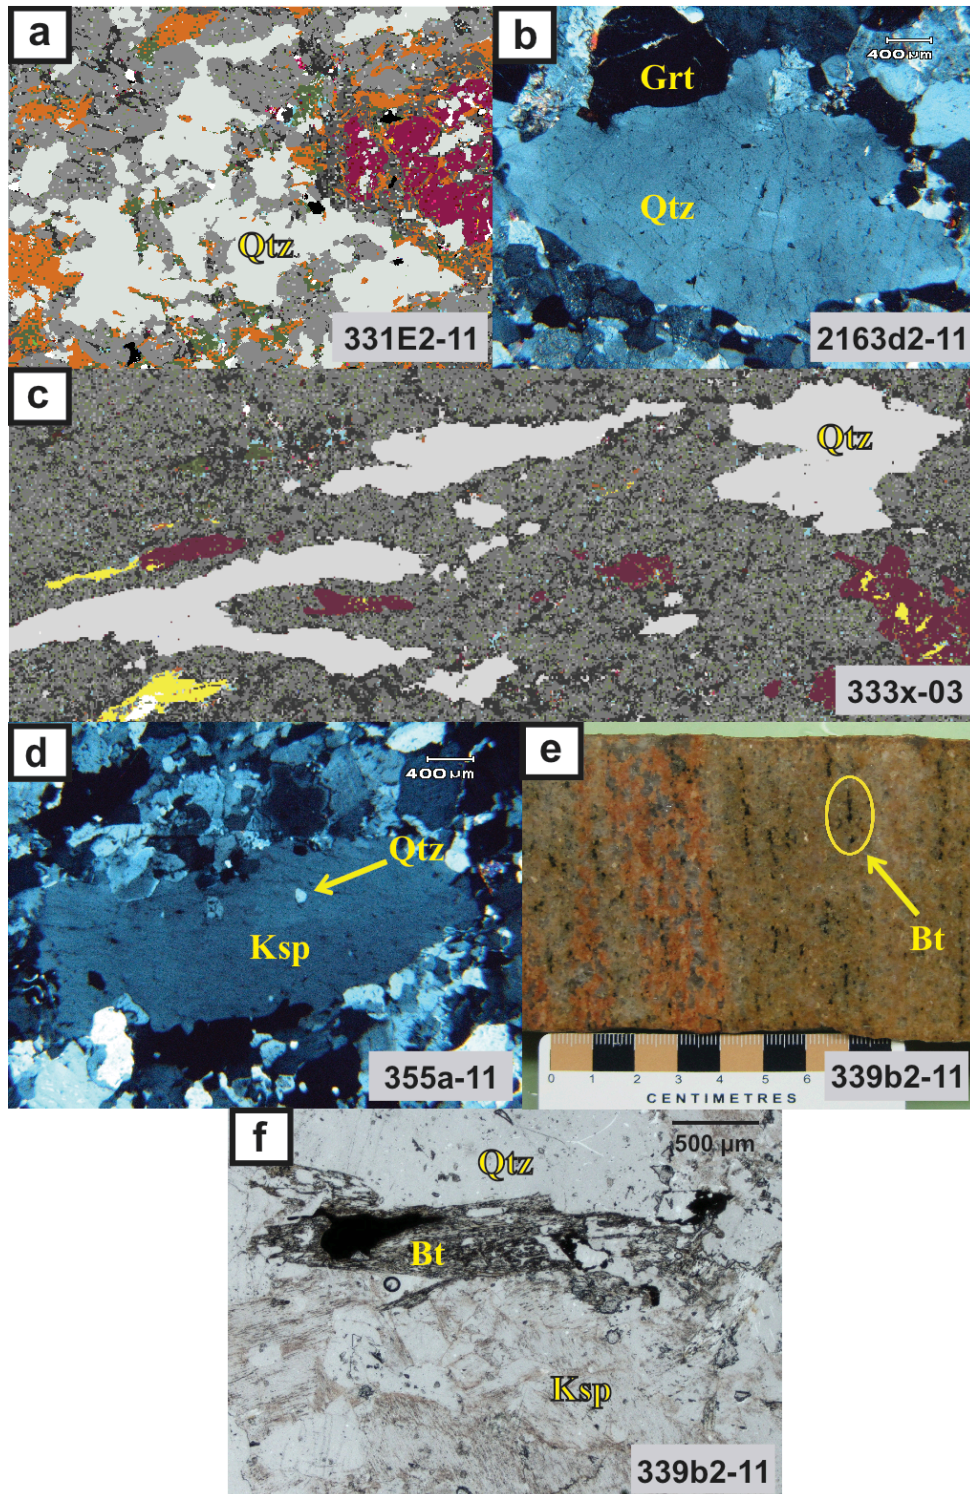 a
Qtz
331E2-11
b
400 µm
Grt
Qtz
2163d2-11
c
Qtz
333x-03
d
400 µm
Qtz
Ksp
355a-11
e
Bt
0 1 2 3 4 5 6
CENTIMETRES
339b2-11
f
500 µm
Qtz
Bt
Ksp
339b2-11